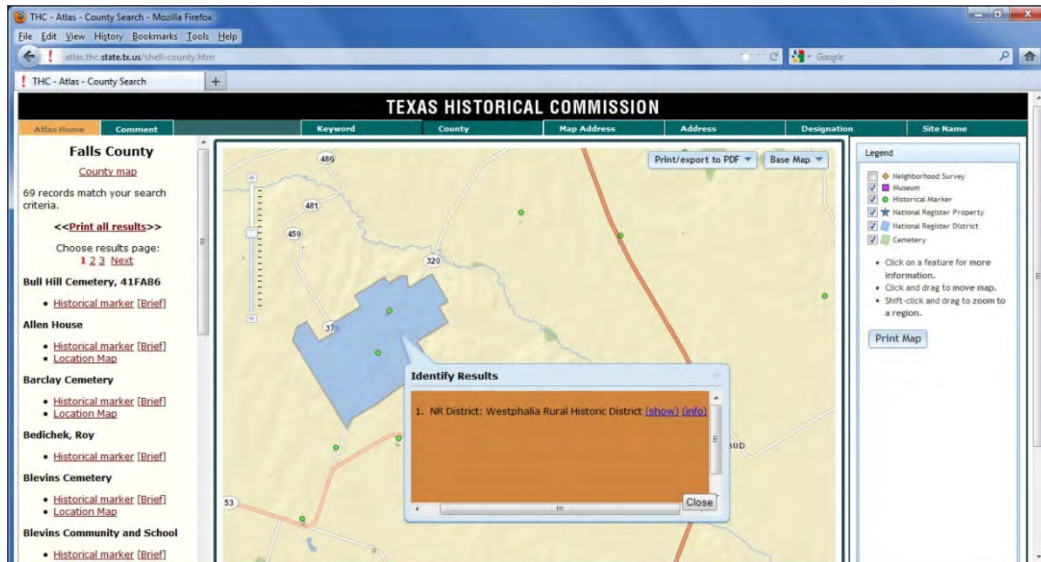 THC - Atlas - County Search - Mozilla Firefox
File Edit View History Bookmarks Tools Help
atlas.thc.state.tx.us/shell-county.htm
Google
THC - Atlas - County Search
TEXAS HISTORICAL COMMISSION
Atlas Home Comment Keyword County Map Address Address Designation Site Name
Falls County
County map
69 records match your search
criteria.
<<Print all results>>
Choose results page:
1 2 3 Next
Bull Hill Cemetery, 41FA86
• Historical marker [Brief]
Allen House
• Historical marker [Brief]
• Location Map
Barclay Cemetery
• Historical marker [Brief]
• Location Map
Bedichek, Roy
• Historical marker [Brief]
Blevins Cemetery
• Historical marker [Brief]
• Location Map
Blevins Community and School
• Historical marker [Brief]
Print/export to PDF
Base Map
486
481
459
320
53
Identify Results
1. NR District: Westphalia Rural Historic District (show) (info)
Close
Legend
Neighborhood Survey
Museum
Historical Marker
National Register Property
National Register District
Cemetery
• Click on a feature for more
information.
• Click and drag to move map.
• Shift-click and drag to zoom to
a region.
Print Map